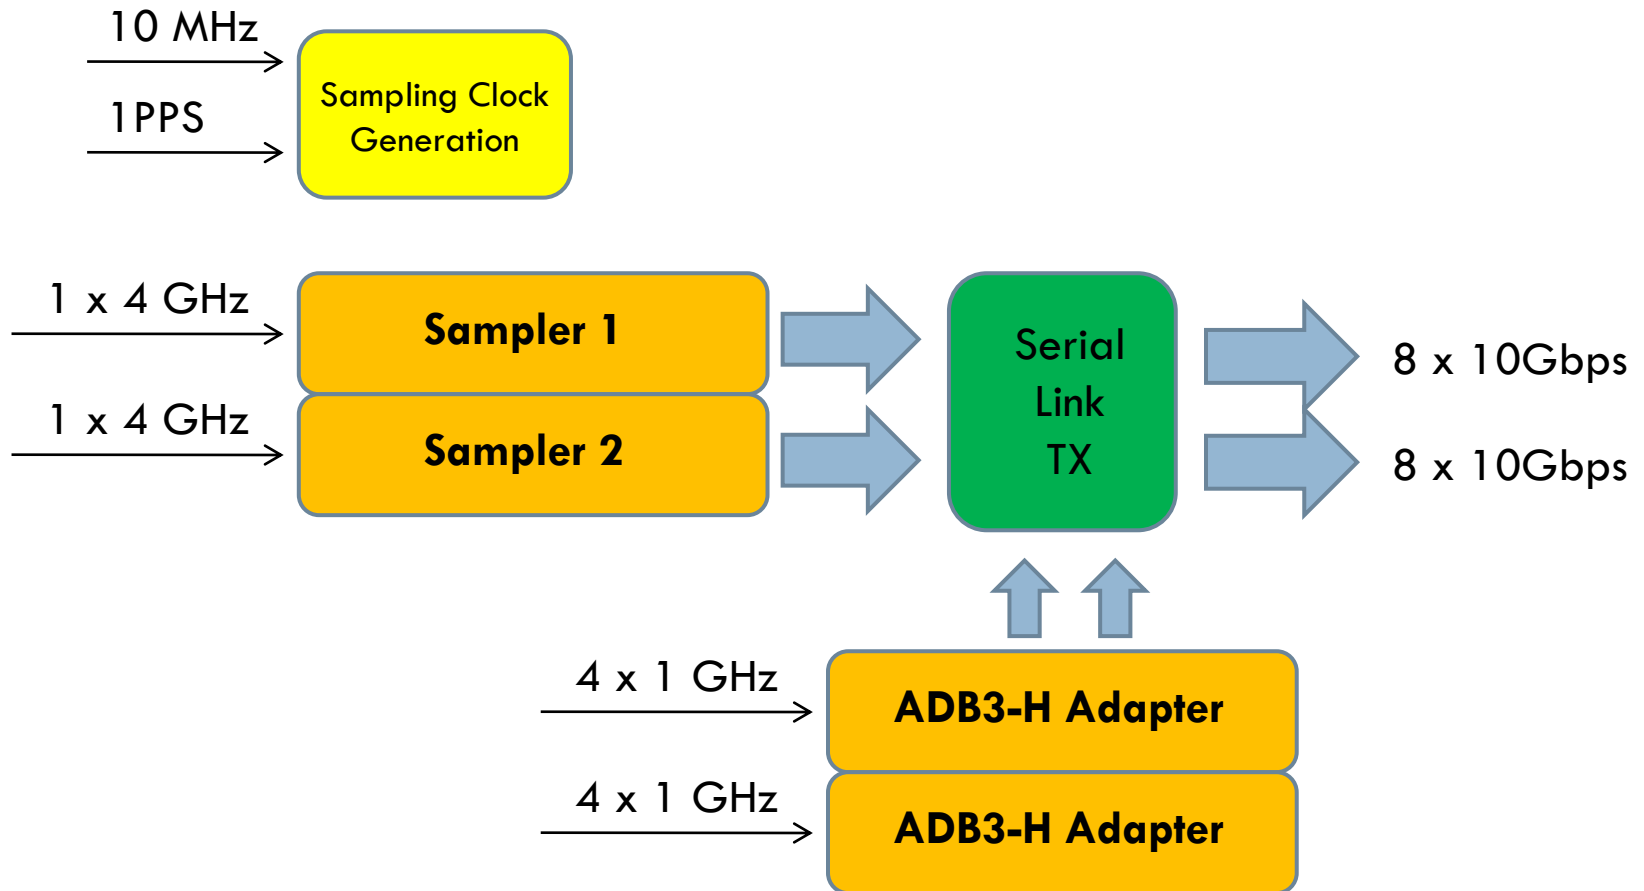 10 MHz
1PPS
Sampling Clock
Generation
1 x 4 GHz
Sampler 1
1 x 4 GHz
Sampler 2
Serial
Link
TX
8 x 10Gbps
8 x 10Gbps
4 x 1 GHz
ADB3-H Adapter
4 x 1 GHz
ADB3-H Adapter